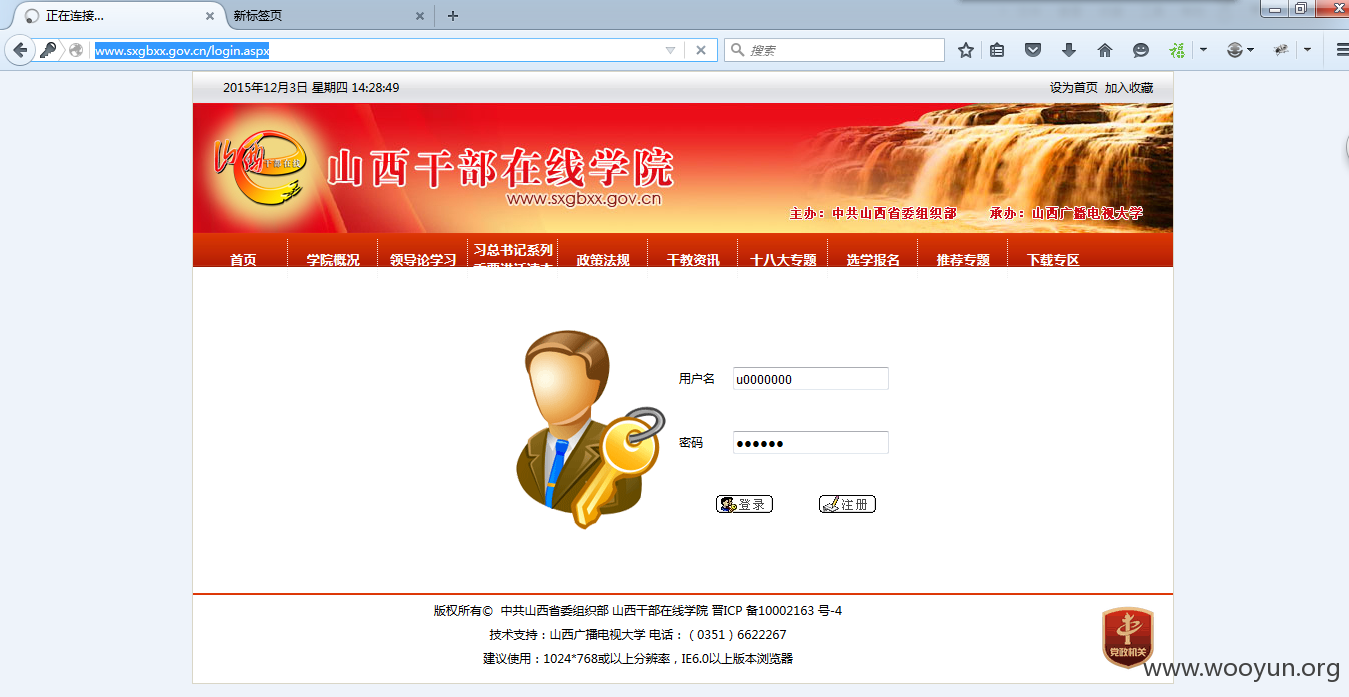 正在连接...
新标签页
www.sxgbxx.gov.cn/login.aspx
搜索
2015年12月3日 星期四 14:28:49
设为首页 加入收藏
山西干部在线学院
www.sxgbxx.gov.cn
主办：中共山西省委组织部 承办：山西广播电视大学
首页 学院概况 领导论学习 习总书记系列 政策法规 干教资讯 十八大专题 选学报名 推荐专题 下载专区
用户名 u0000000
密码 ●●●●●●
登录 注册
版权所有© 中共山西省委组织部 山西干部在线学院 晋ICP 备10002163 号-4
技术支持：山西广播电视大学 电话：（0351）6622267
建议使用：1024*768或以上分辨率，IE6.0以上版本浏览器
党政机关
www.wooyun.org